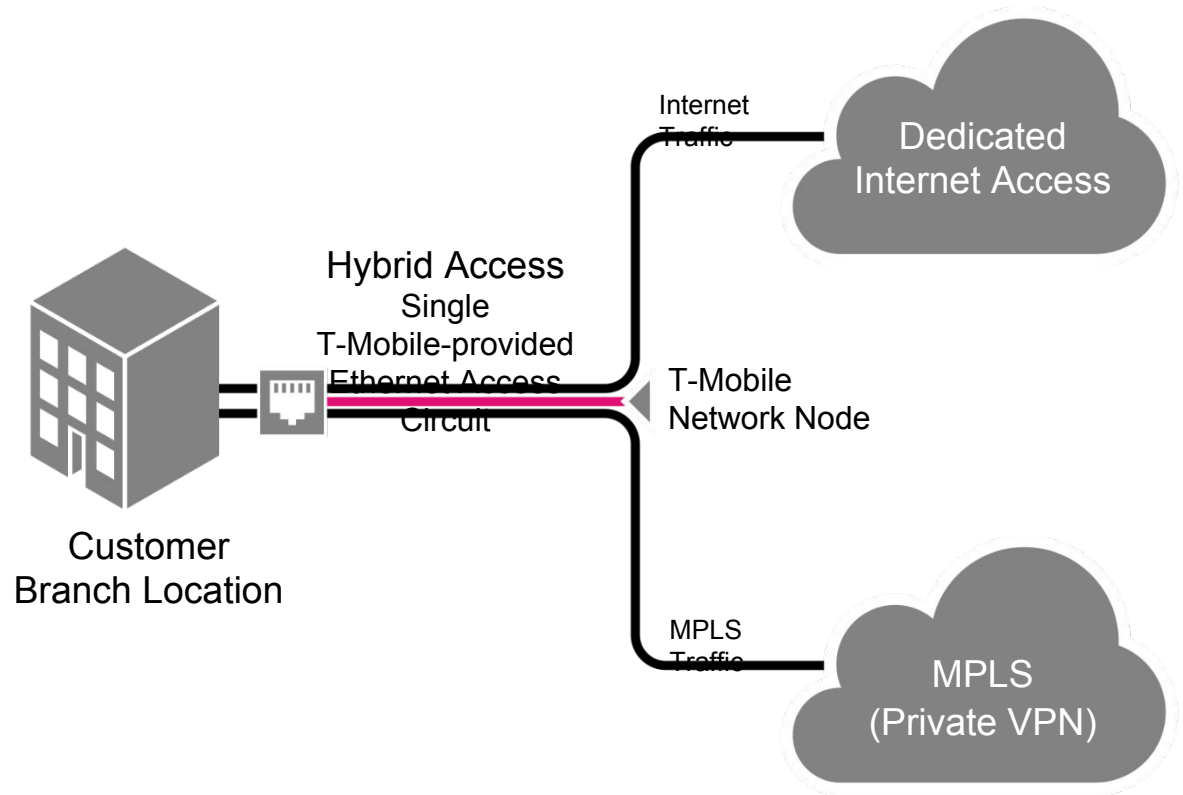 Internet
Traffic
Dedicated
Internet Access
Hybrid Access
Single
T-Mobile-provided
Ethernet Access
Circuit
T-Mobile
Network Node
Customer
Branch Location
MPLS
Traffic
MPLS
(Private VPN)